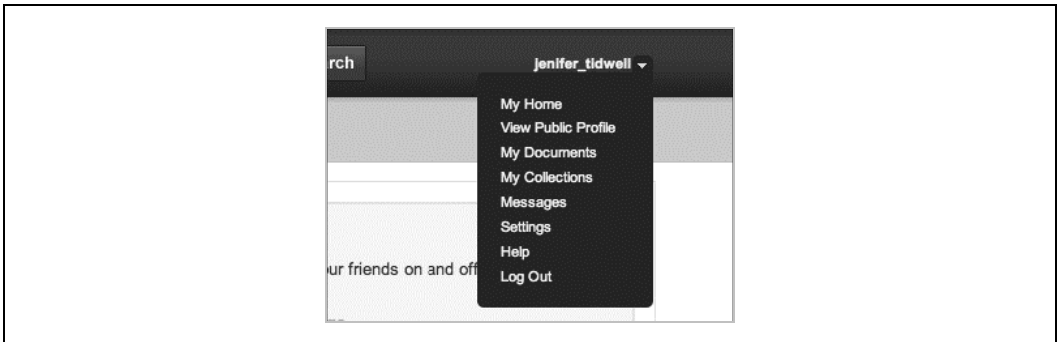 rch
jenifer_tidwell
My Home
View Public Profile
My Documents
My Collections
Messages
Settings
Help
ur friends on and off
Log Out